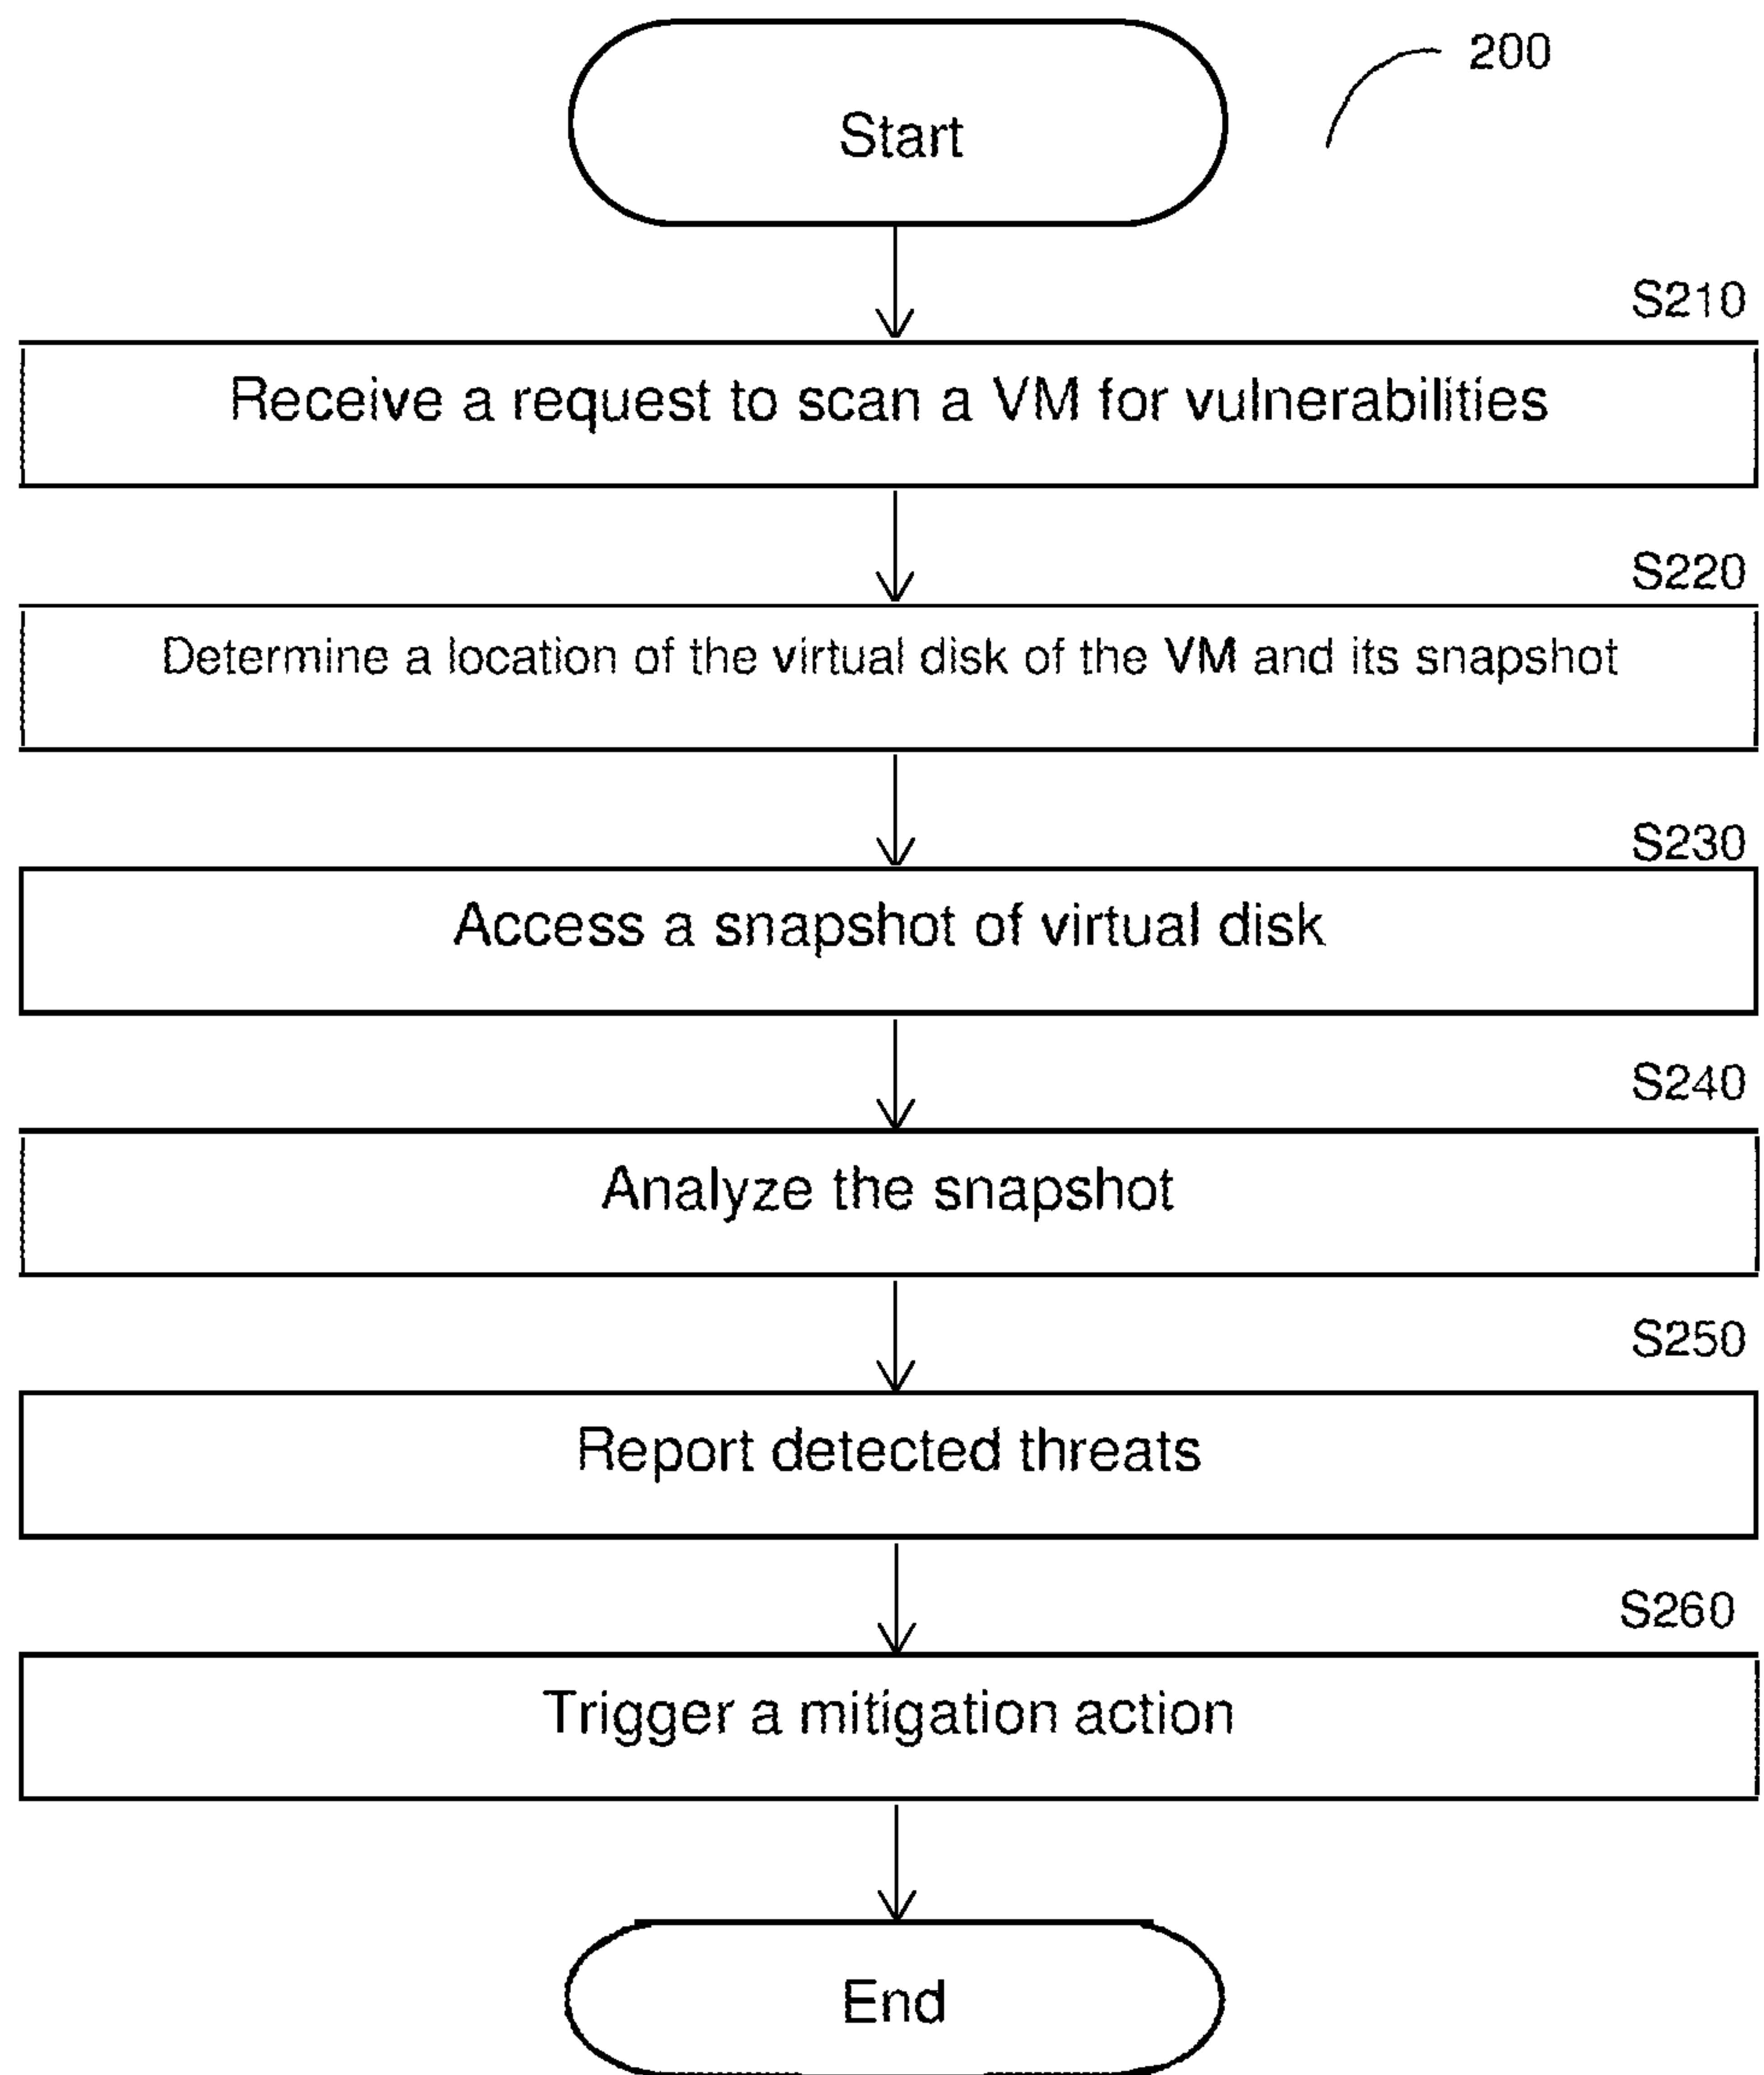 200
Start
S210
Receive a request to scan a VM for vulnerabilities
S220
Determine a location of the virtual disk of the VM and its snapshot
S230
Access a snapshot of virtual disk
S240
Analyze the snapshot
S250
Report detected threats
S260
Trigger a mitigation action
End